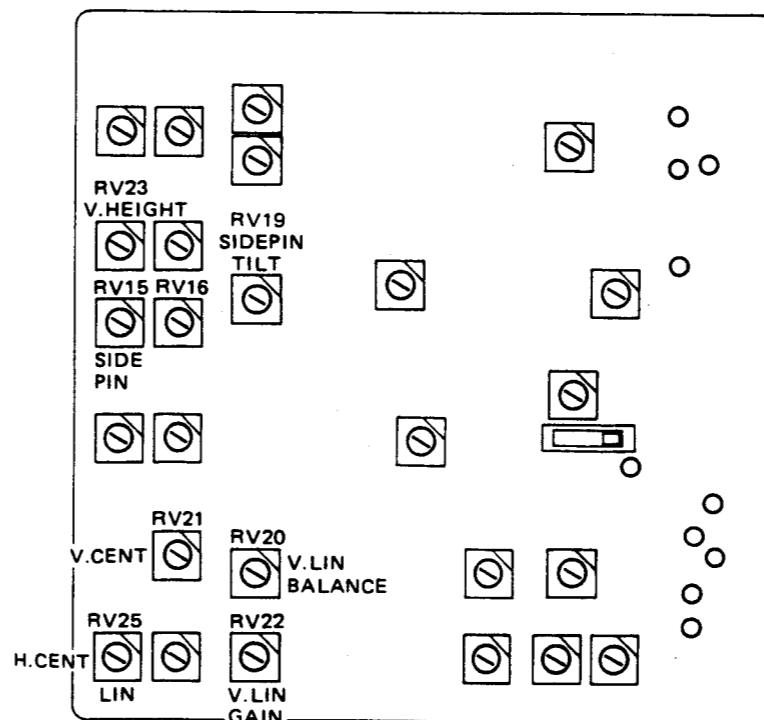 RV23
V.HEIGHT
RV19
SIDEPIN
TILT
RV15 RV16
SIDE
PIN
RV21
V.CENT
RV20
V.LIN
BALANCE
RV25
H.CENT
LIN
RV22
V.LIN
GAIN